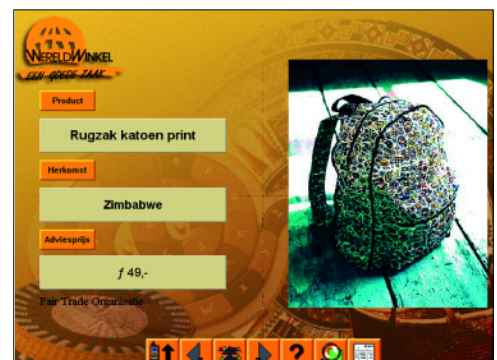 WERELDWINKEL
EEN GOEDE ZAAK
Product
Rugzak katoen print
Herkomst
Zimbabwe
Adviesprijs
ƒ 49,-
Fair Trade Organisatie
?